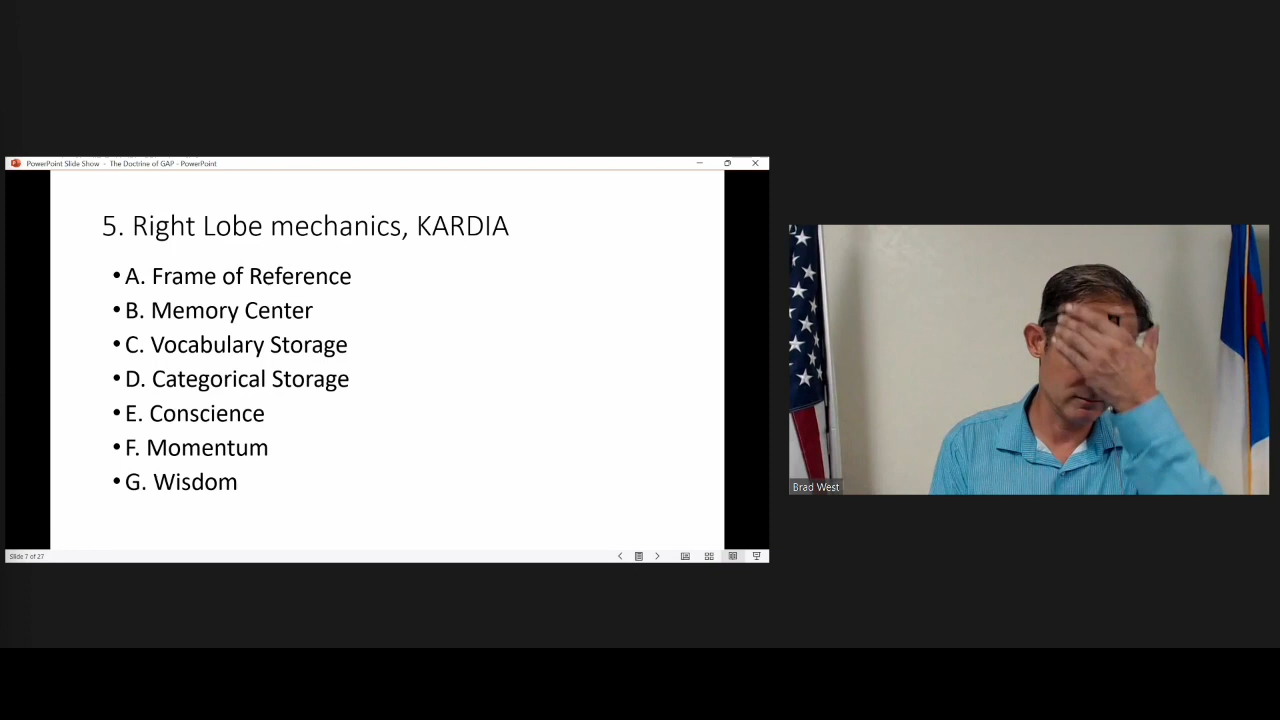 PowerPoint Slide Show - The Doctrine of GAP - PowerPoint
5. Right Lobe mechanics, KARDIA
• A. Frame of Reference
• B. Memory Center
• C. Vocabulary Storage
• D. Categorical Storage
• E. Conscience
• F. Momentum
• G. Wisdom
Slide 7 of 27
Brad West